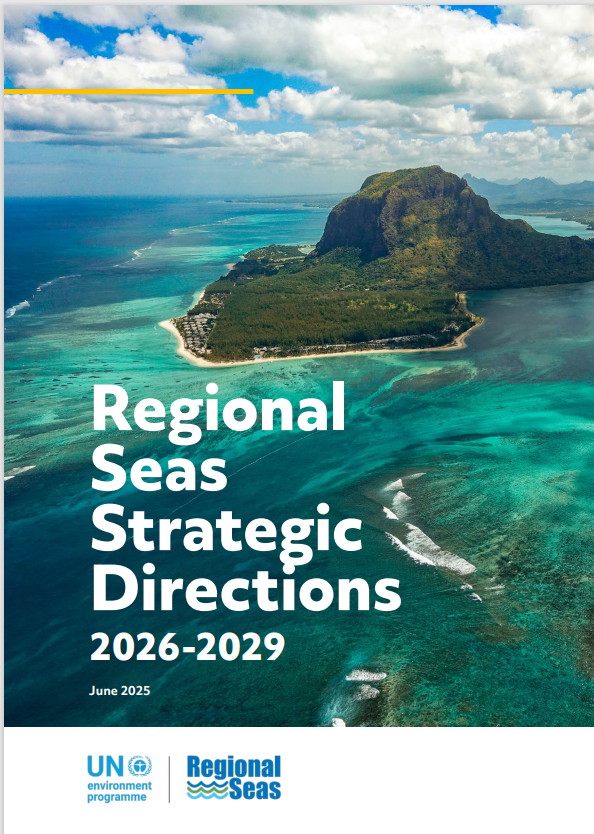 Regional
Seas
Strategic
Directions
2026-2029
June 2025
UN
environment
programme
Regional
Seas